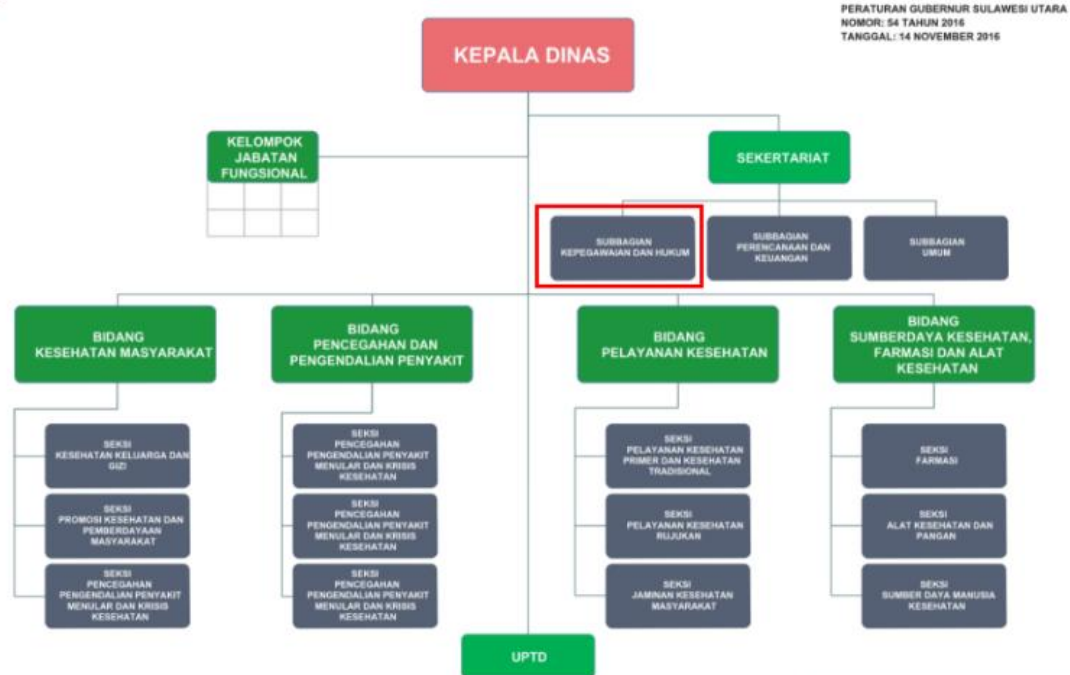 PERATURAN GUBERNUR SULAWESI UTARA
NOMOR: 54 TAHUN 2016
TANGGAL: 14 NOVEMBER 2016
KEPALA DINAS
KELOMPOK
JABATAN
FUNGSIONAL
SEKERTARIAT
SUBBAGIAN
KEPEGAWAIAN DAN HUKUM
SUBBAGIAN
PERENCANAAN DAN
KEUANGAN
SUBBAGIAN
UMUM
BIDANG
KESEHATAN MASYARAKAT
BIDANG
PENCEGAHAN DAN
PENGENDALIAN PENYAKIT
BIDANG
PELAYANAN KESEHATAN
BIDANG
SUMBERDAYA KESEHATAN,
FARMASI DAN ALAT
KESEHATAN
SEKSI
KESEHATAN KELUARGA DAN
GIZI
SEKSI
PENCEGAHAN
PENGENDALIAN PENYAKIT
MENULAR DAN KRISIS
KESEHATAN
SEKSI
PELAYANAN KESEHATAN
PRIMER DAN KESEHATAN
TRADISIONAL
SEKSI
FARMASI
SEKSI
PROMOSI KESEHATAN DAN
PEMBERDAYAAN
MASYARAKAT
SEKSI
PENCEGAHAN
PENGENDALIAN PENYAKIT
MENULAR DAN KRISIS
KESEHATAN
SEKSI
PELAYANAN KESEHATAN
RUJUKAN
SEKSI
ALAT KESEHATAN DAN
PANGAN
SEKSI
PENCEGAHAN
PENGENDALIAN PENYAKIT
MENULAR DAN KRISIS
KESEHATAN
SEKSI
PENCEGAHAN
PENGENDALIAN PENYAKIT
MENULAR DAN KRISIS
KESEHATAN
SEKSI
JAMINAN KESEHATAN
MASYARAKAT
SEKSI
SUMBER DAYA MANUSIA
KESEHATAN
UPTD